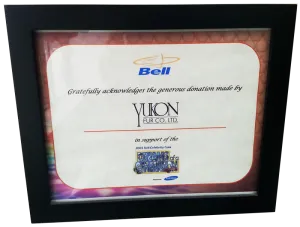 Bell
Gratefully acknowledges the generous donation made by
YUKON
FUR CO. LTD.
in support of the